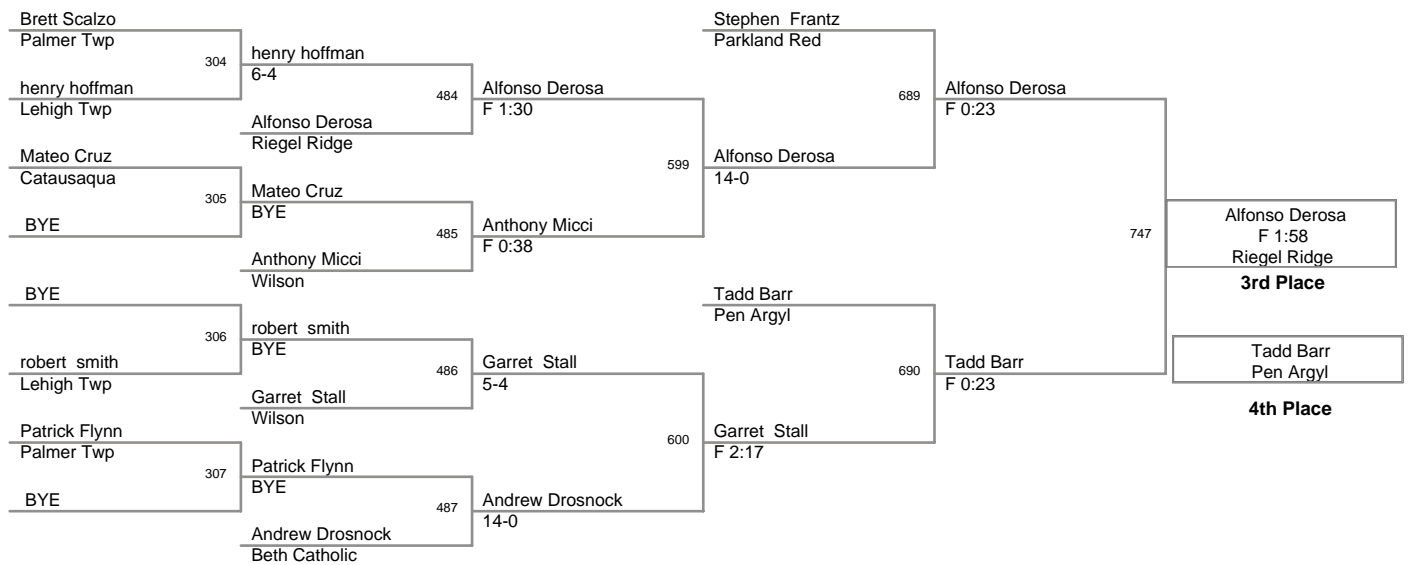 Brett Scalzo
Palmer Twp
304
henry hoffman
Lehigh Twp
Mateo Cruz
Catausaqua
305
BYE
BYE
306
robert smith
Lehigh Twp
Patrick Flynn
Palmer Twp
307
BYE
henry hoffman
6-4
484
Alfonso Derosa
Riegel Ridge
Mateo Cruz
BYE
485
Anthony Micci
Wilson
robert smith
BYE
486
Garret Stall
Wilson
Patrick Flynn
BYE
487
Andrew Drosnock
Beth Catholic
Alfonso Derosa
F 1:30
599
Anthony Micci
F 0:38
Garret Stall
5-4
600
Andrew Drosnock
14-0
Stephen Frantz
Parkland Red
689
Alfonso Derosa
14-0
Tadd Barr
Pen Argyl
690
Garret Stall
F 2:17
Alfonso Derosa
F 0:23
747
Tadd Barr
F 0:23
Alfonso Derosa
F 1:58
Riegel Ridge
3rd Place
Tadd Barr
Pen Argyl
4th Place